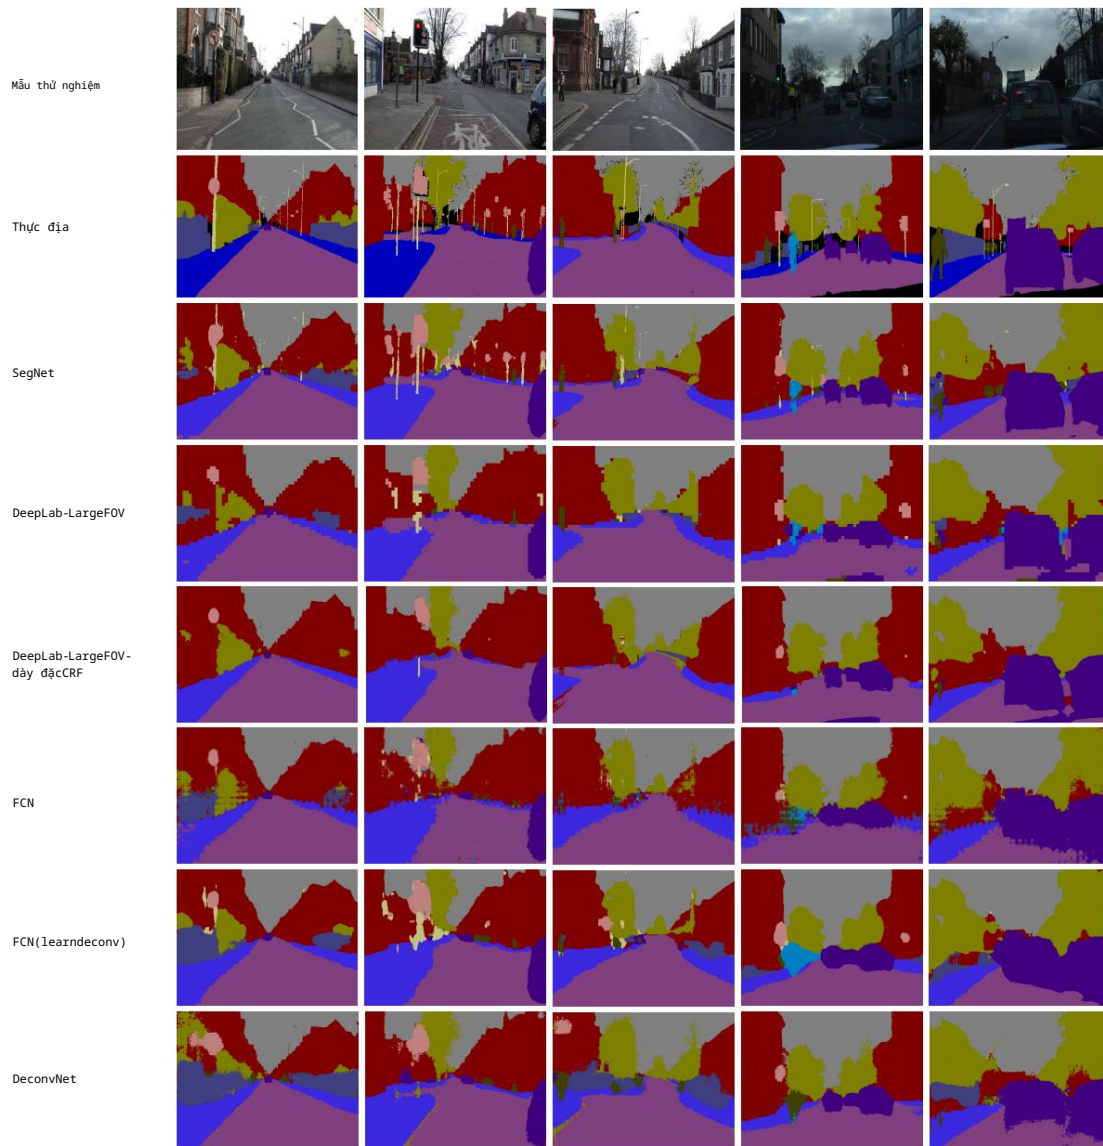 Mẫu thử nghiệm
Thực địa
SegNet
DeepLab-LargeFOV
DeepLab-LargeFOV-
dày đặcCRF
FCN
FCN(learndeconv)
DeconvNet